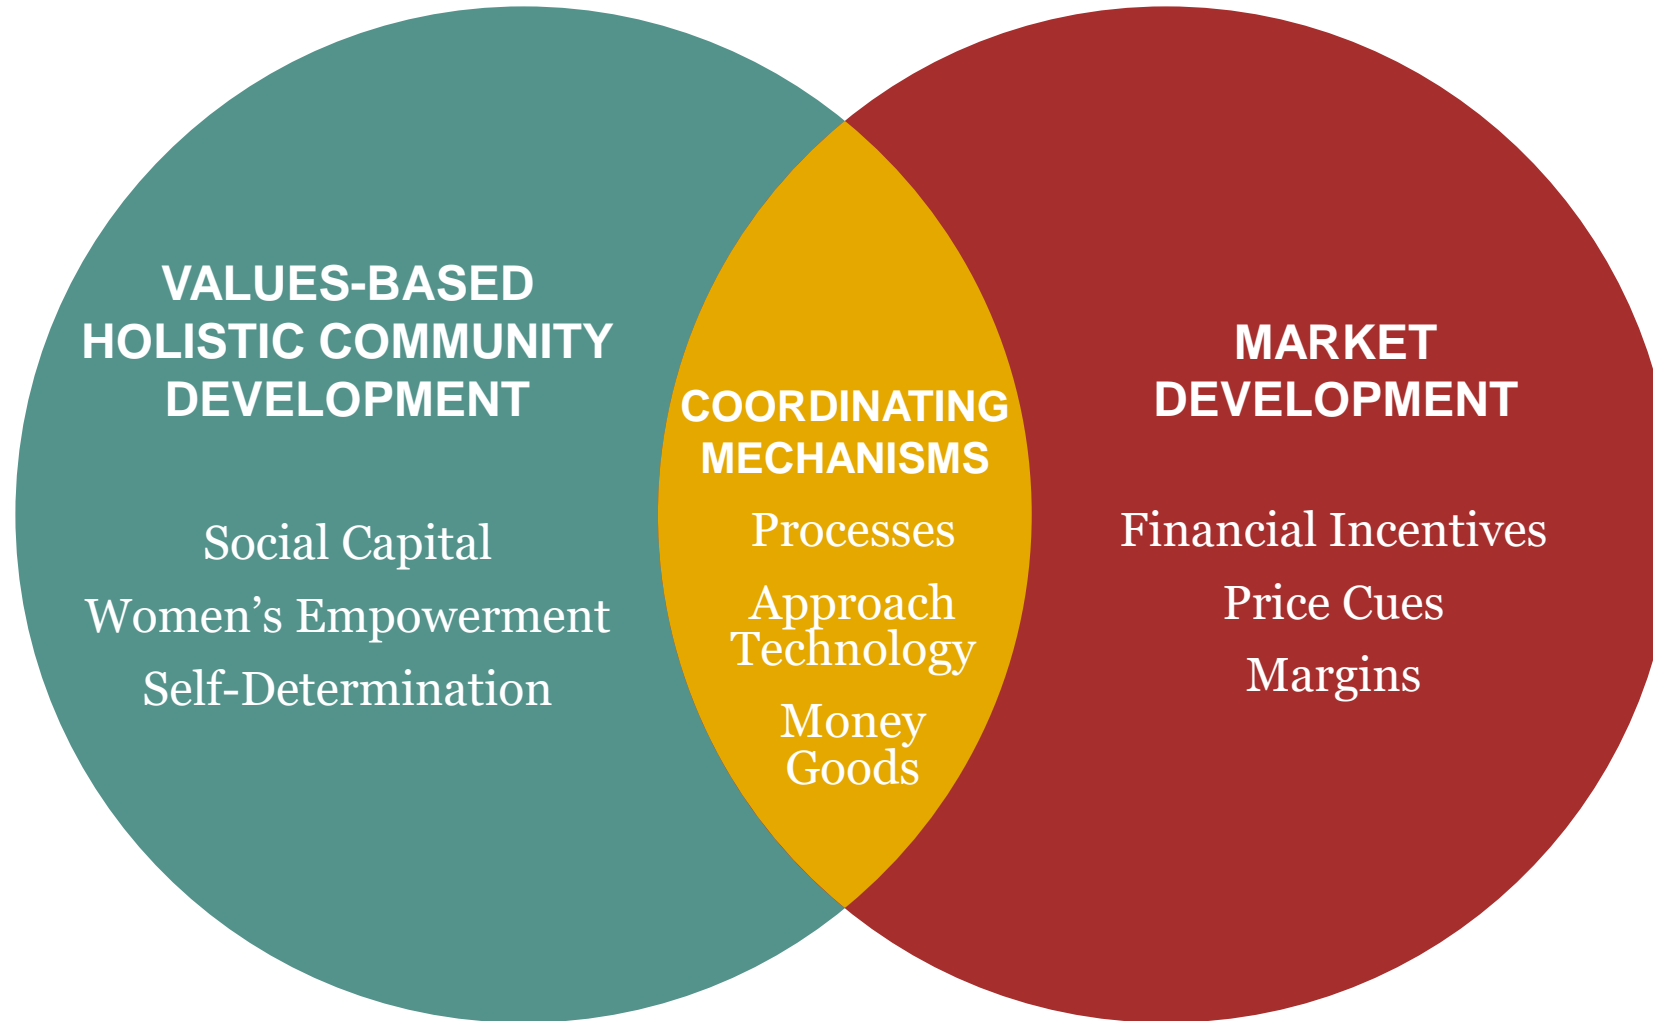 VALUES-BASED
HOLISTIC COMMUNITY
DEVELOPMENT
Social Capital
Women’s Empowerment
Self-Determination
COORDINATING
MECHANISMS
Processes
Approach
Technology
Money
Goods
MARKET
DEVELOPMENT
Financial Incentives
Price Cues
Margins